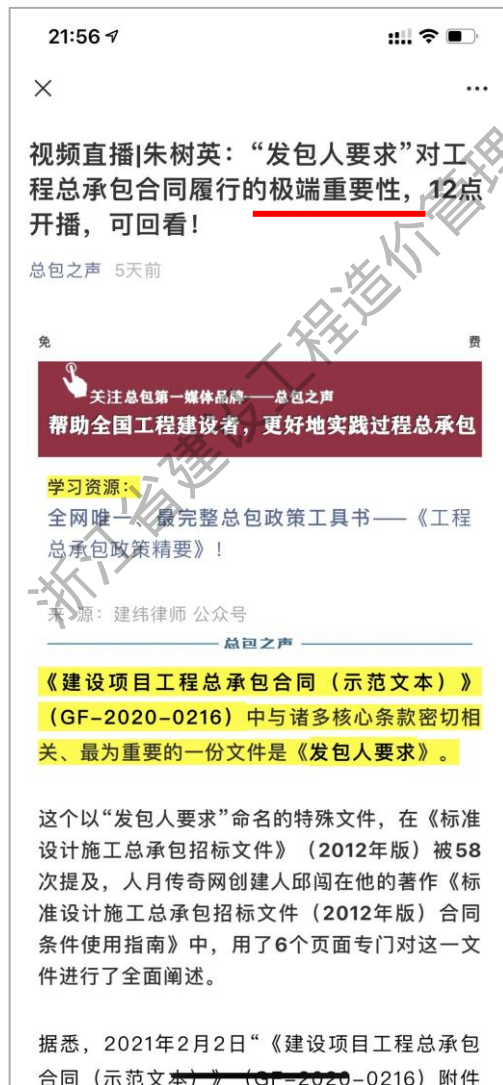 21:56
视频直播|朱树英：“发包人要求”对工
程总承包合同履行的极端重要性，12点
开播，可回看！
总包之声 5天前
免 费
关注总包第一媒体品牌——总包之声
帮助全国工程建设者，更好地实践过程总承包
学习资源：
全网唯一、最完整总包政策工具书——《工程
总承包政策精要》！
来源：建纬律师 公众号
总包之声
《建设项目工程总承包合同（示范文本）》
（GF-2020-0216）中与诸多核心条款密切相
关、最为重要的一份文件是《发包人要求》。
这个以“发包人要求”命名的特殊文件，在《标准
设计施工总承包招标文件》（2012年版）被58
次提及，人月传奇网创建人邱闯在他的著作《标
准设计施工总承包招标文件（2012年版）合同
条件使用指南》中，用了6个页面专门对这一文
件进行了全面阐述。
据悉，2021年2月2日“《建设项目工程总承包
合同（示范文本）》（GF-2020-0216）附件
浙江省建设工程造价管理